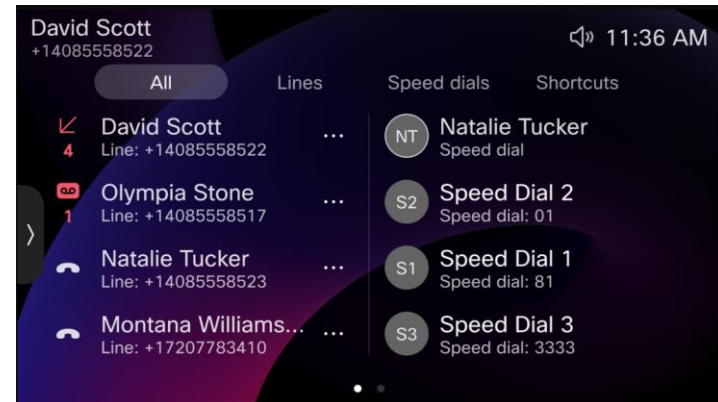 David Scott
+14085558522
11:36 AM
All
Lines
Speed dials
Shortcuts
4
David Scott
Line: +14085558522
...
1
Olympia Stone
Line: +14085558517
...
Natalie Tucker
Line: +14085558523
...
Montana Williams...
Line: +17207783410
...
NT
Natalie Tucker
Speed dial
S2
Speed Dial 2
Speed dial: 01
S1
Speed Dial 1
Speed dial: 81
S3
Speed Dial 3
Speed dial: 3333